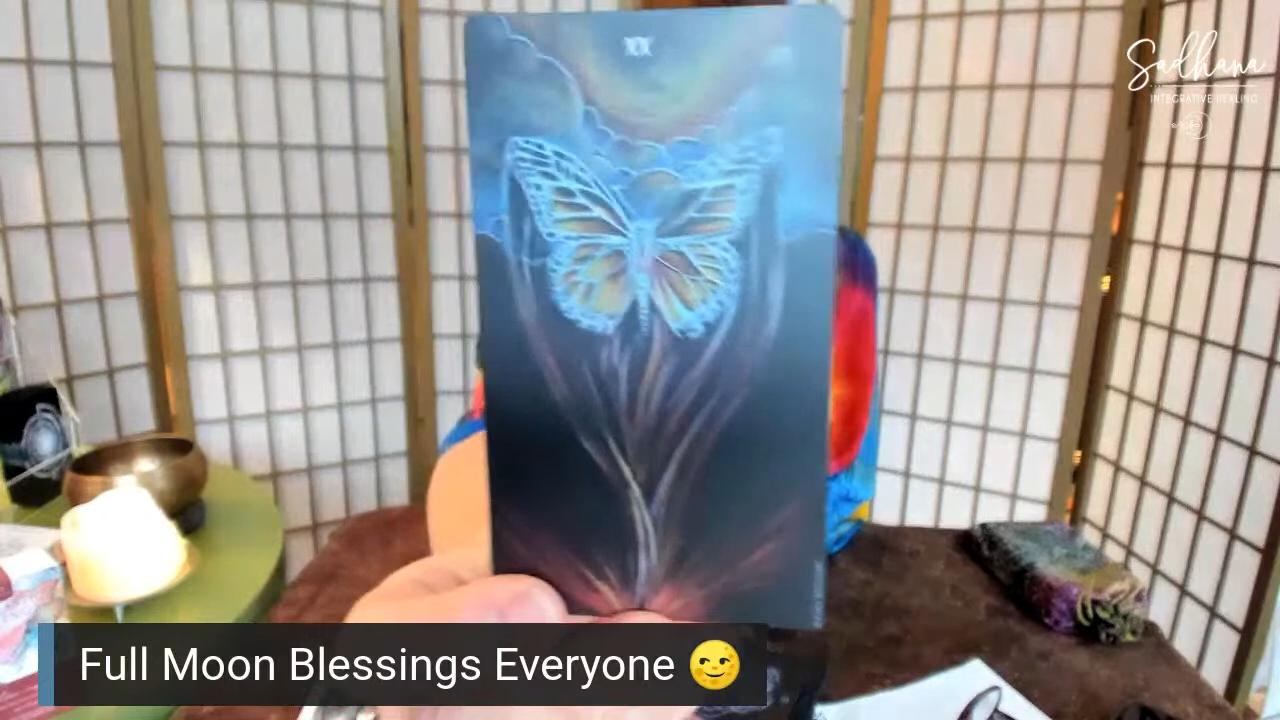 XX
Sadhana
INTEGRATIVE HEALING
Full Moon Blessings Everyone 🌝